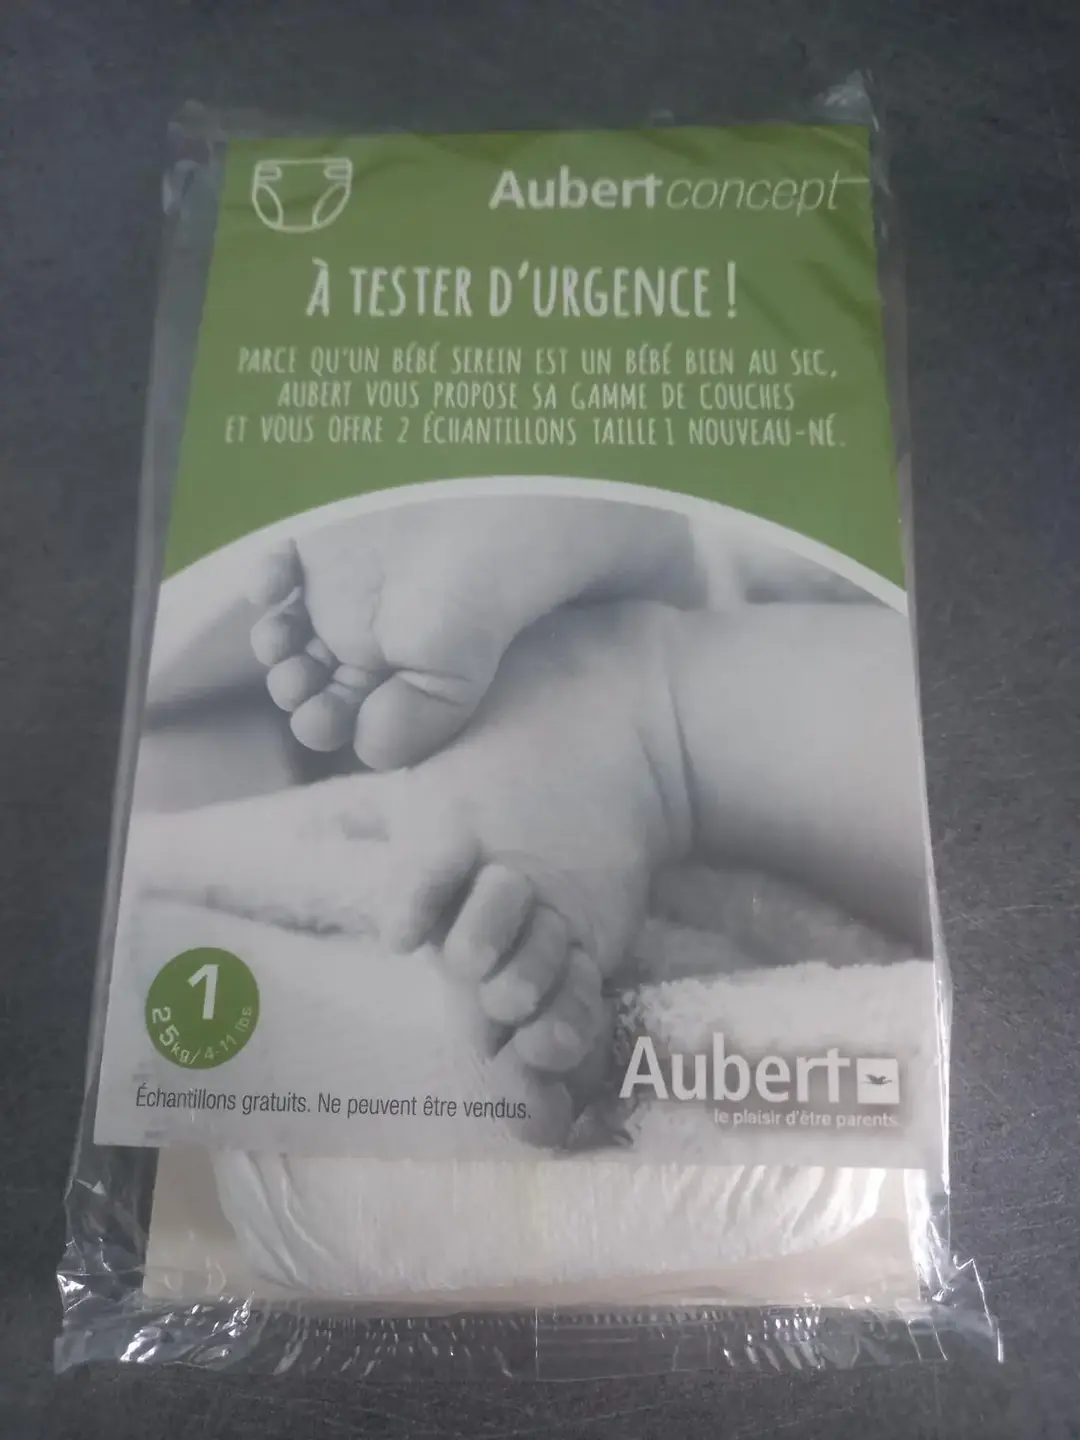 Aubert concept
À TESTER D'URGENCE !
PARCE QU'UN BÉBÉ SEREIN EST UN BÉBÉ BIEN AU SEC,
AUBERT VOUS PROPOSE SA GAMME DE COUCHES
ET VOUS OFFRE 2 ÉCHANTILLONS TAILLE 1 NOUVEAU-NÉ.
1
2 5kg/ 4-11 lbs
Échantillons gratuits. Ne peuvent être vendus.
Aubert
le plaisir d'être parents.